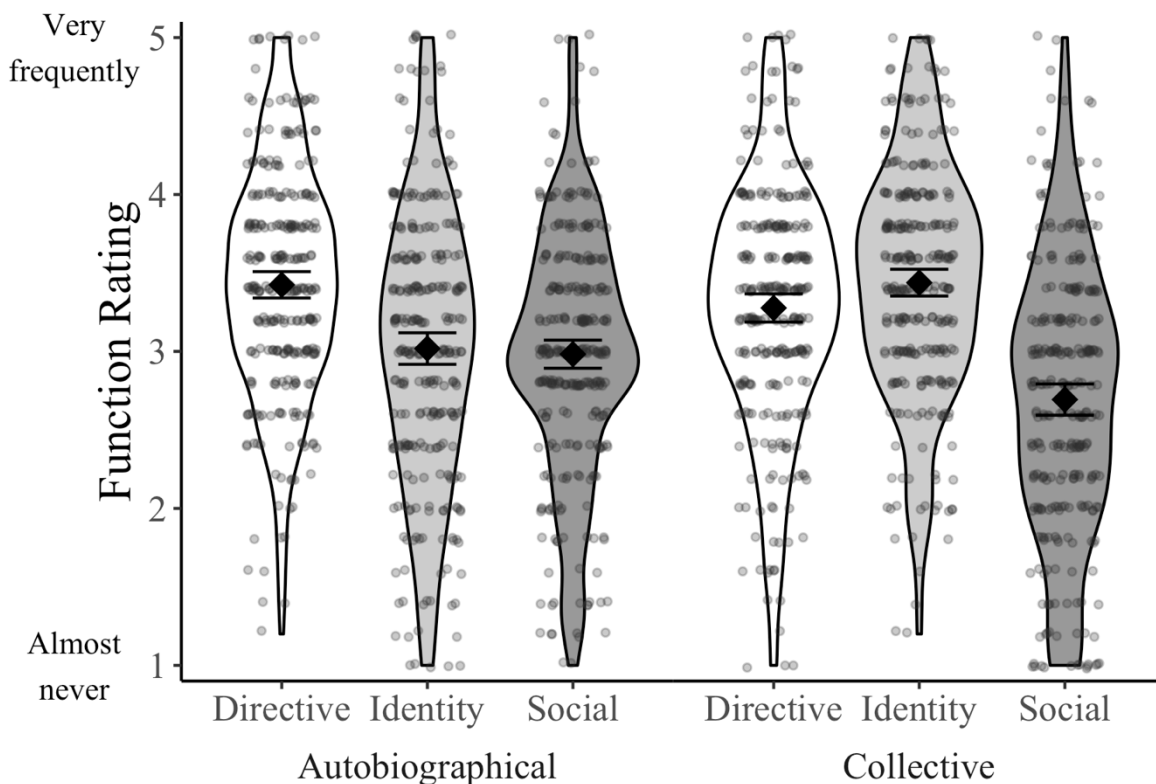 Very
frequently
5
4
3
2
1
Almost
never
Function Rating
Directive Identity Social Directive Identity Social
Autobiographical Collective